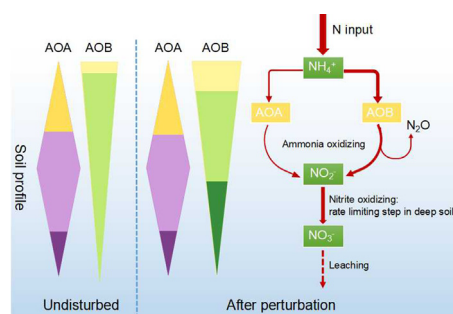 N input
AOA AOB
AOA AOB
NH₄⁺
AOA
AOB
N₂O
Ammonia oxidizing
NO₂⁻
Nitrite oxidizing:
rate limiting step in deep soil
NO₃⁻
Leaching
Soil profile
Undisturbed
After perturbation